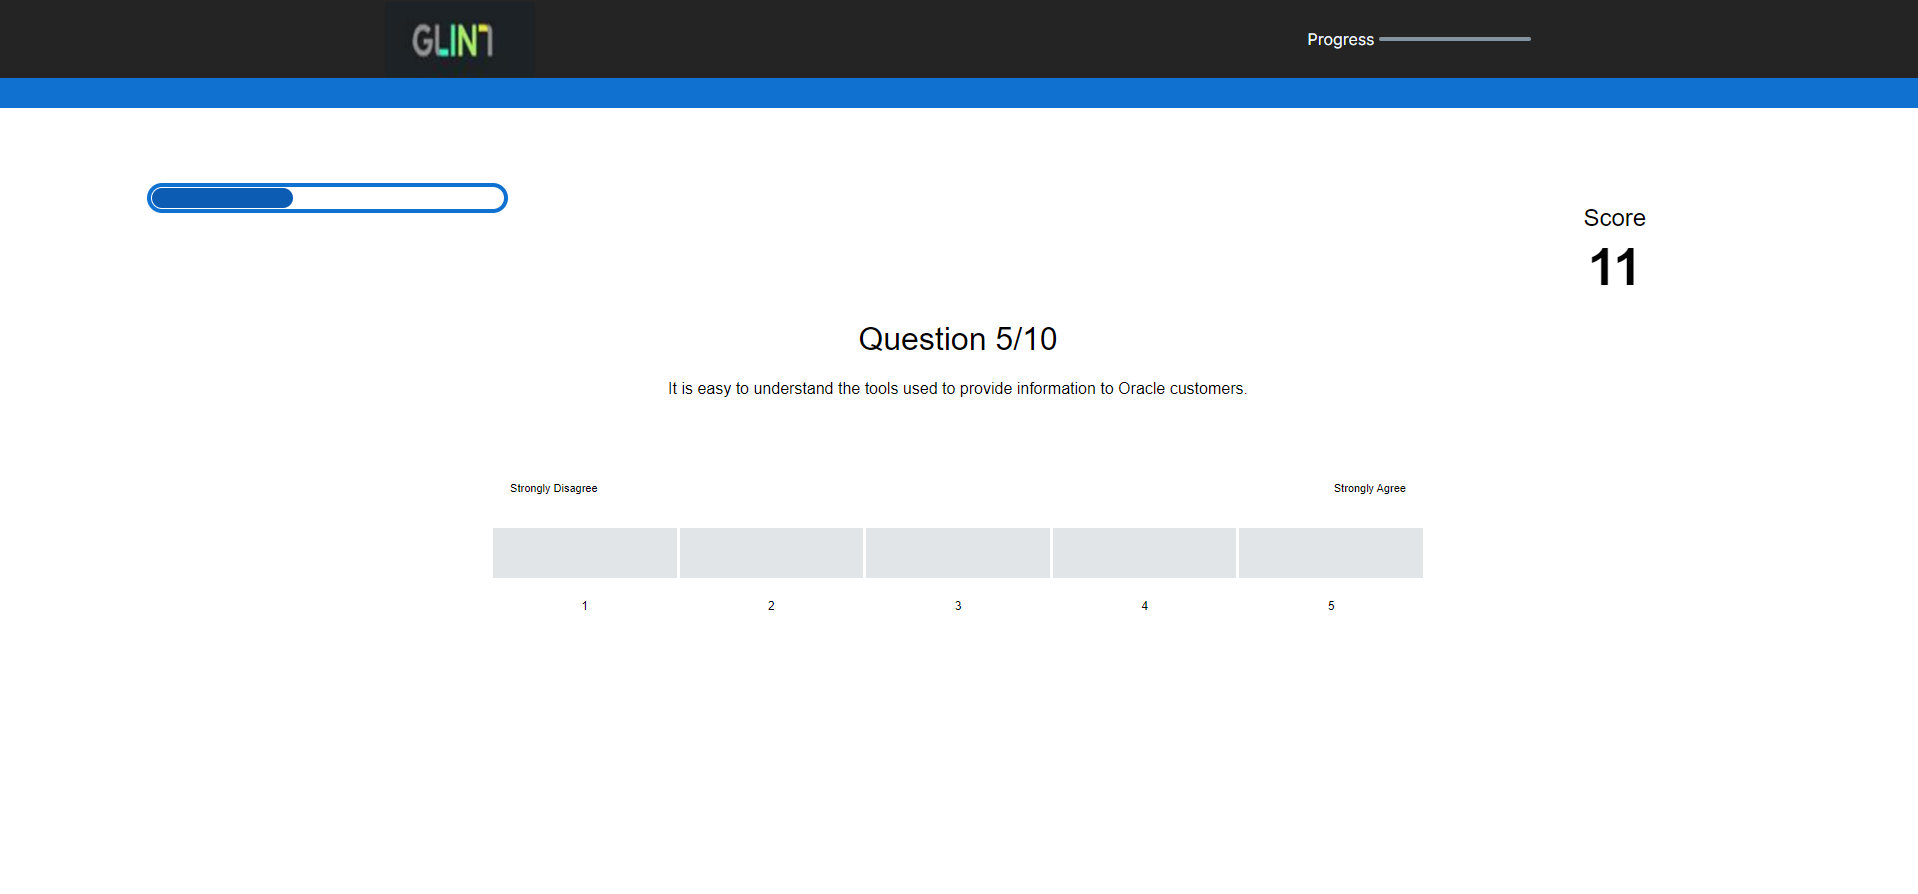 GLINT
Progress
Score
11
Question 5/10
It is easy to understand the tools used to provide information to Oracle customers.
Strongly Disagree
Strongly Agree
1
2
3
4
5